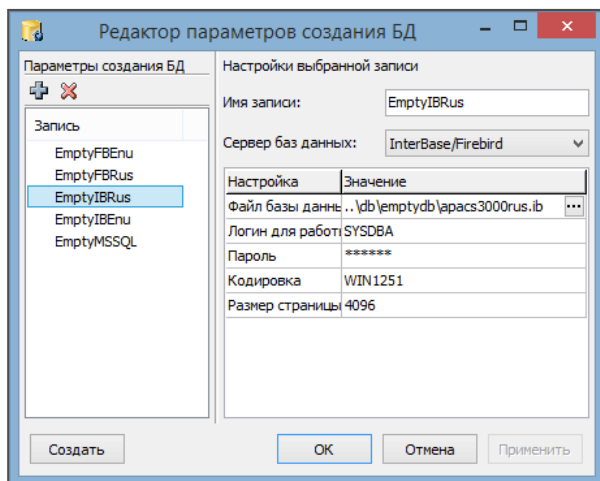 Редактор параметров создания БД
Параметры создания БД
Запись
EmptyFBEnu
EmptyFBRus
EmptyIBRus
EmptyIBEnu
EmptyMSSQL
Настройки выбранной записи
Имя записи: EmptyIBRus
Сервер баз данных: InterBase/Firebird
Настройка Значение
Файл базы данны ..\db\emptydb\apacs3000rus.ib ...
Логин для работы SYSDBA
Пароль ******
Кодировка WIN1251
Размер страницы 4096
Создать ОК Отмена Применить